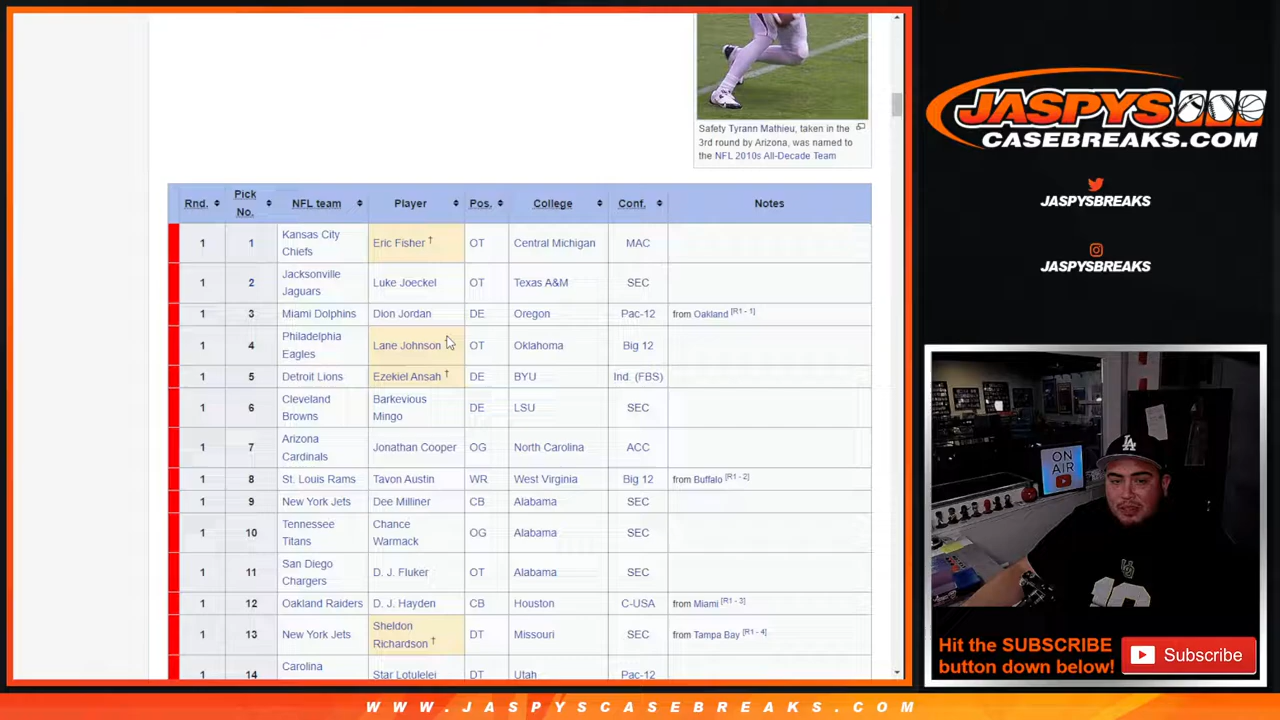 Safety Tyrann Mathieu, taken in the
3rd round by Arizona, was named to
the NFL 2010s All-Decade Team
Rnd. Pick No. NFL team Player Pos. College Conf. Notes
1 1 Kansas City Chiefs Eric Fisher † OT Central Michigan MAC
1 2 Jacksonville Jaguars Luke Joeckel OT Texas A&M SEC
1 3 Miami Dolphins Dion Jordan DE Oregon Pac-12 from Oakland [R1 - 1]
1 4 Philadelphia Eagles Lane Johnson † OT Oklahoma Big 12
1 5 Detroit Lions Ezekiel Ansah † DE BYU Ind. (FBS)
1 6 Cleveland Browns Barkevious Mingo DE LSU SEC
1 7 Arizona Cardinals Jonathan Cooper OG North Carolina ACC
1 8 St. Louis Rams Tavon Austin WR West Virginia Big 12 from Buffalo [R1 - 2]
1 9 New York Jets Dee Milliner CB Alabama SEC
1 10 Tennessee Titans Chance Warmack OG Alabama SEC
1 11 San Diego Chargers D. J. Fluker OT Alabama SEC
1 12 Oakland Raiders D. J. Hayden CB Houston C-USA from Miami [R1 - 3]
1 13 New York Jets Sheldon Richardson † DT Missouri SEC from Tampa Bay [R1 - 4]
1 14 Carolina Star Lotulelei DT Utah Pac-12
JASPYS
CASEBREAKS.COM
JASPYSBREAKS
JASPYSBREAKS
ON
AIR
LA
Hit the SUBSCRIBE
button down below!
Subscribe
WWW.JASPYSCASEBREAKS.COM